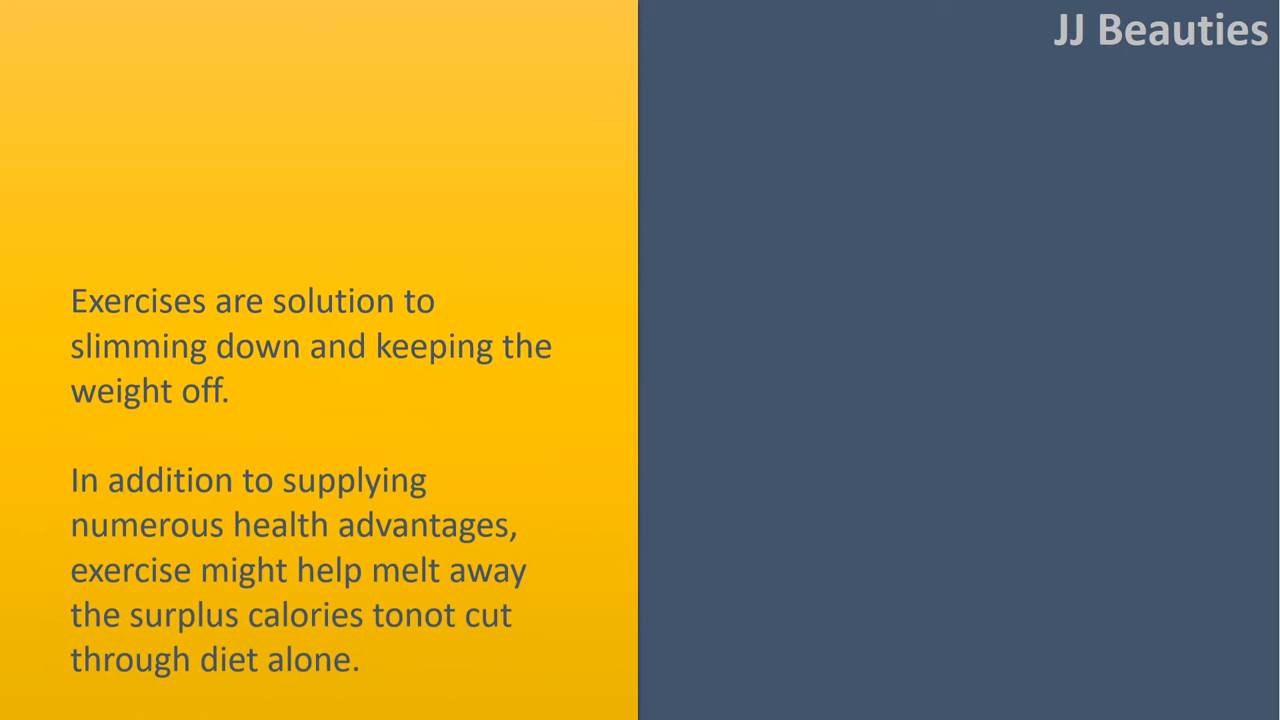 JJ Beauties
Exercises are solution to
slimming down and keeping the
weight off.
In addition to supplying
numerous health advantages,
exercise might help melt away
the surplus calories tonot cut
through diet alone.